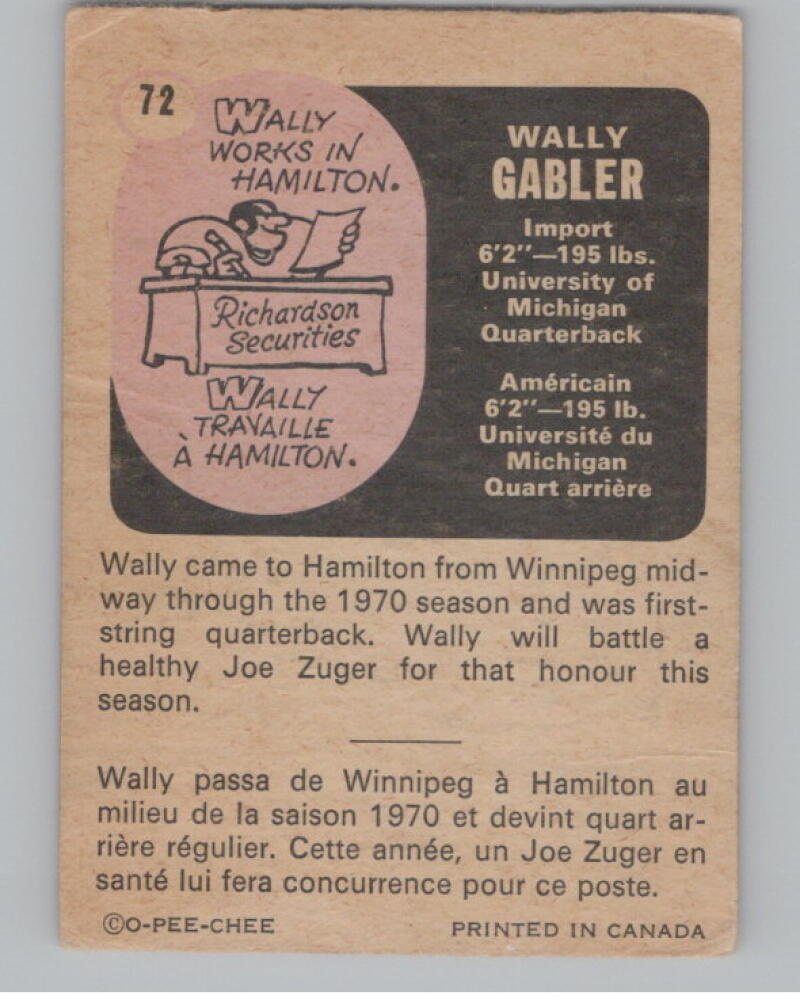 72
WALLY
WORKS IN
HAMILTON.
Richardson
Securities
WALLY
TRAVAILLE
À HAMILTON.
WALLY
GABLER
Import
6'2"—195 lbs.
University of
Michigan
Quarterback
Américain
6'2"—195 lb.
Université du
Michigan
Quart arrière
Wally came to Hamilton from Winnipeg mid-
way through the 1970 season and was first-
string quarterback. Wally will battle a
healthy Joe Zuger for that honour this
season.
Wally passa de Winnipeg à Hamilton au
milieu de la saison 1970 et devint quart ar-
rière régulier. Cette année, un Joe Zuger en
santé lui fera concurrence pour ce poste.
©O-PEE-CHEE PRINTED IN CANADA